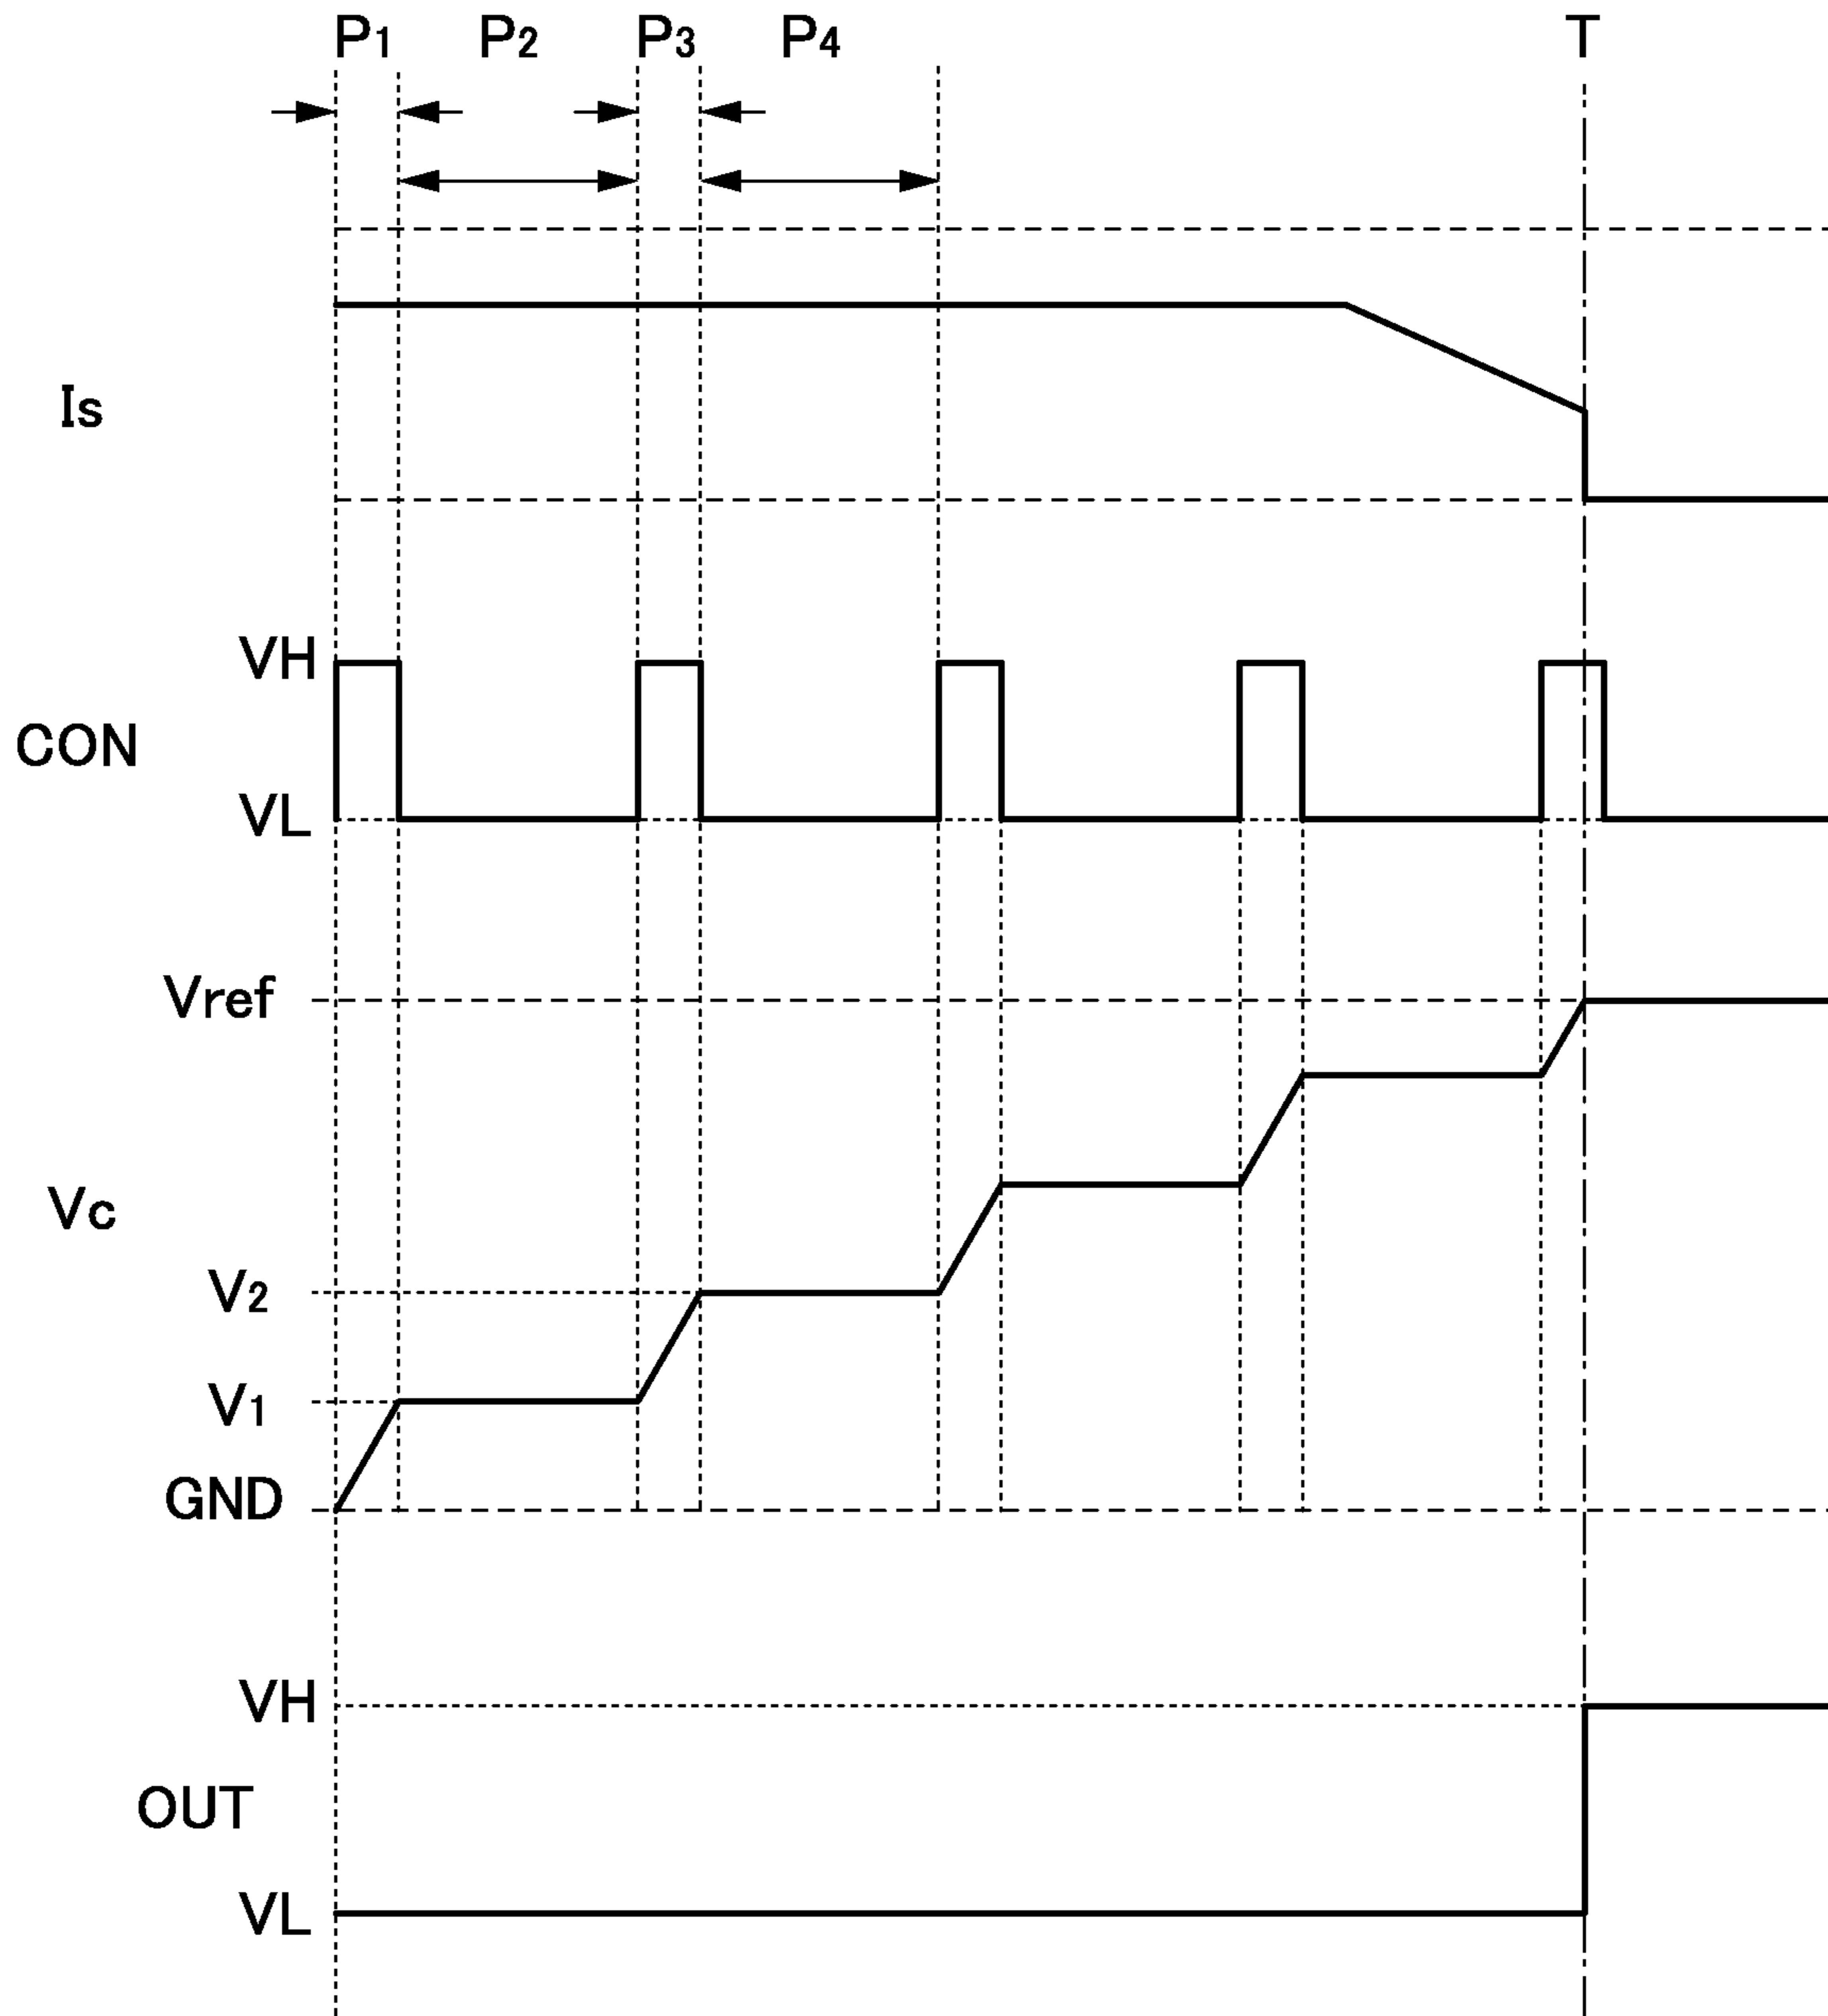 P1 P2 P3 P4 T
Is
VH
CON
VL
Vref
Vc
V2
V1
GND
VH
OUT
VL